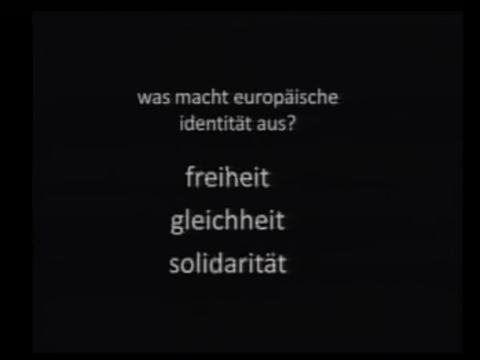 was macht europäische
identität aus?
freiheit
gleichheit
solidarität